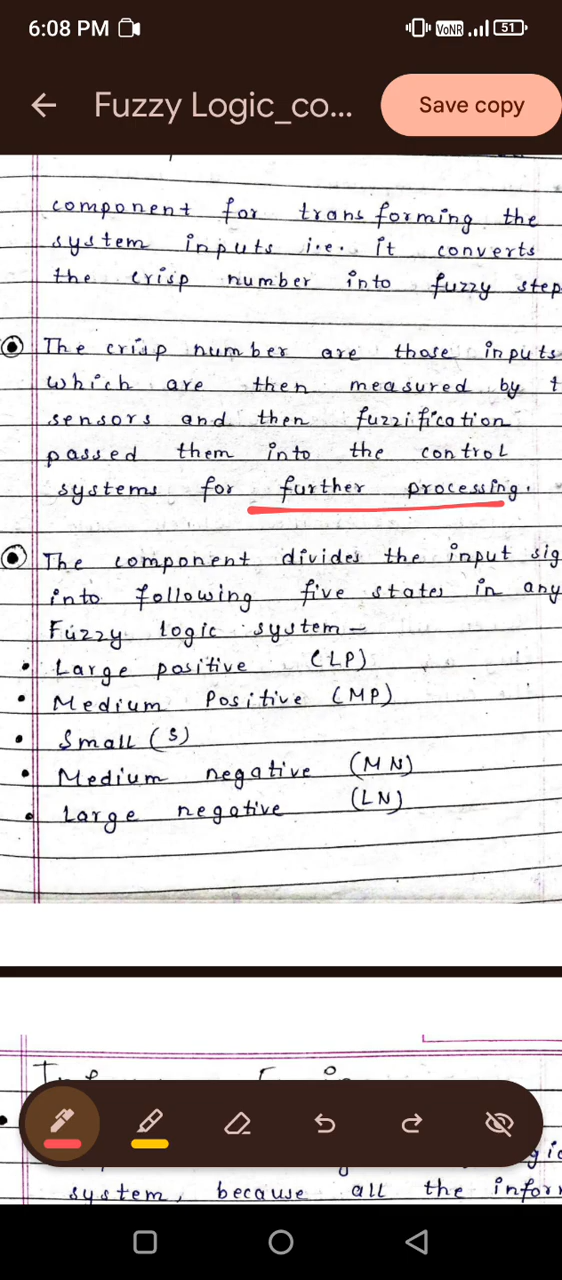 6:08 PM
VoNR 51
Fuzzy Logic_co...
Save copy
component for transforming the
system inputs i.e. it converts
the crisp number into fuzzy step
The crisp number are those inputs
which are then measured by t
sensors and then fuzzification
passed them into the control
systems for further processing.
The component divides the input sig
into following five states in any
Fuzzy logic system -
Large positive (LP)
Medium Positive (MP)
Small (S)
Medium negative (MN)
Large negative (LN)
gic
system, because all the inform